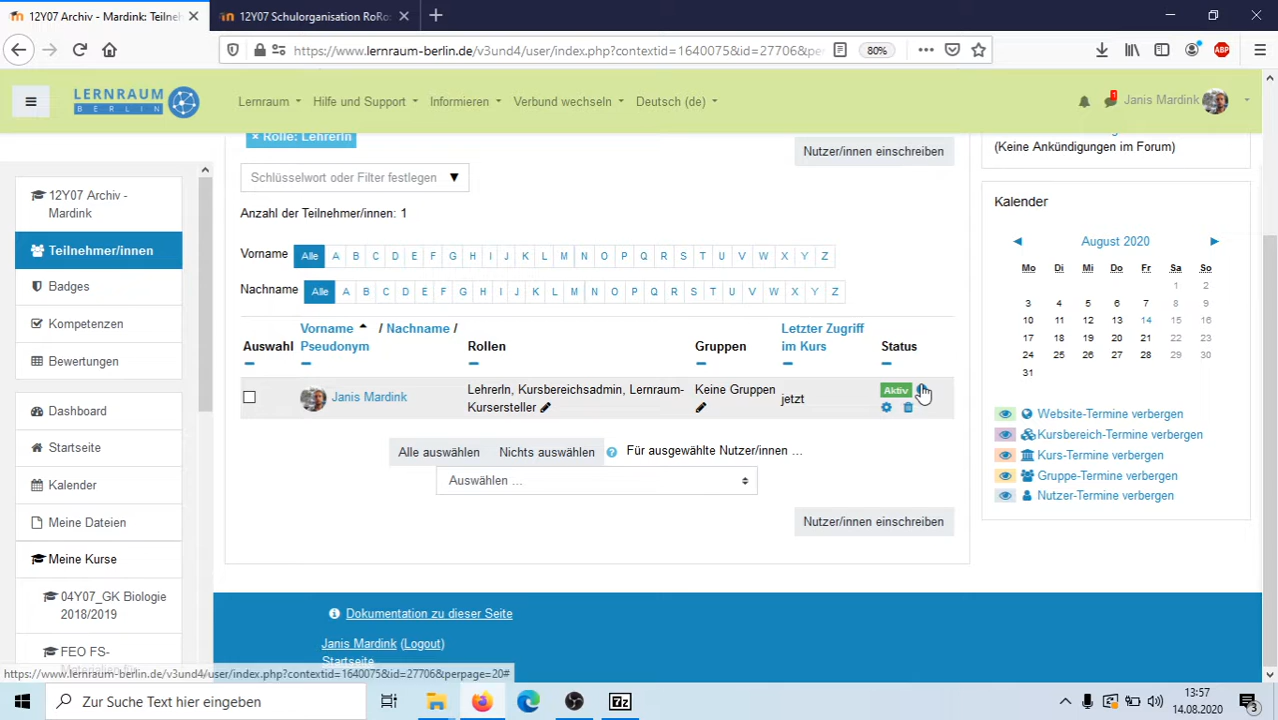 12Y07 Archiv - Mardink: Teilneh
12Y07 Schulorganisation RoRo
https://www.lernraum-berlin.de/v3und4/user/index.php?contextid=1640075&id=27706&pe
80%
ABP
LERNRAUM
BERLIN
Lernraum
Hilfe und Support
Informieren
Verbund wechseln
Deutsch (de)
1
Janis Mardink
× Rolle: LehrerIn
Nutzer/innen einschreiben
(Keine Ankündigungen im Forum)
Schlüsselwort oder Filter festlegen
12Y07 Archiv -
Mardink
Teilnehmer/innen
Badges
Kompetenzen
Bewertungen
Dashboard
Startseite
Kalender
Meine Dateien
Meine Kurse
04Y07_GK Biologie
2018/2019
FEO FS-
Anzahl der Teilnehmer/innen: 1
Vorname Alle A B C D E F G H I J K L M N O P Q R S T U V W X Y Z
Nachname Alle A B C D E F G H I J K L M N O P Q R S T U V W X Y Z
Auswahl
Vorname / Nachname /
Pseudonym
Rollen
Gruppen
Letzter Zugriff
im Kurs
Status
Janis Mardink
LehrerIn, Kursbereichsadmin, Lernraum-
Kursersteller
Keine Gruppen
jetzt
Aktiv
Alle auswählen
Nichts auswählen
Für ausgewählte Nutzer/innen ...
Auswählen ...
Nutzer/innen einschreiben
Kalender
August 2020
Mo Di Mi Do Fr Sa So
1 2
3 4 5 6 7 8 9
10 11 12 13 14 15 16
17 18 19 20 21 22 23
24 25 26 27 28 29 30
31
Website-Termine verbergen
Kursbereich-Termine verbergen
Kurs-Termine verbergen
Gruppe-Termine verbergen
Nutzer-Termine verbergen
Dokumentation zu dieser Seite
Janis Mardink (Logout)
Startseite
https://www.lernraum-berlin.de/v3und4/user/index.php?contextid=1640075&id=27706&perpage=20#
Zur Suche Text hier eingeben
7z
13:57
14.08.2020
3